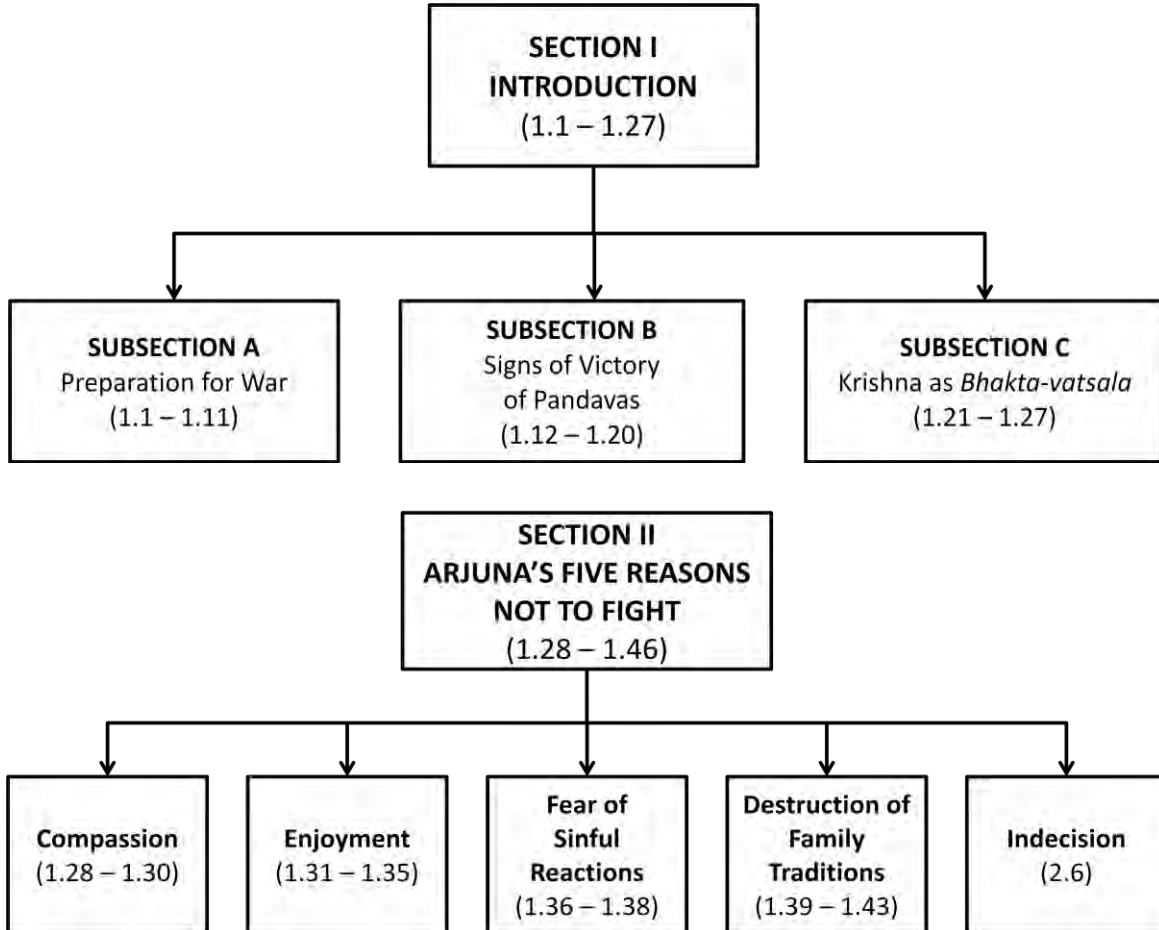 SECTION I
INTRODUCTION
(1.1 – 1.27)
SUBSECTION A
Preparation for War
(1.1 – 1.11)
SUBSECTION B
Signs of Victory
of Pandavas
(1.12 – 1.20)
SUBSECTION C
Krishna as Bhakta-vatsala
(1.21 – 1.27)
SECTION II
ARJUNA’S FIVE REASONS
NOT TO FIGHT
(1.28 – 1.46)
Compassion
(1.28 – 1.30)
Enjoyment
(1.31 – 1.35)
Fear of
Sinful
Reactions
(1.36 – 1.38)
Destruction of
Family
Traditions
(1.39 – 1.43)
Indecision
(2.6)